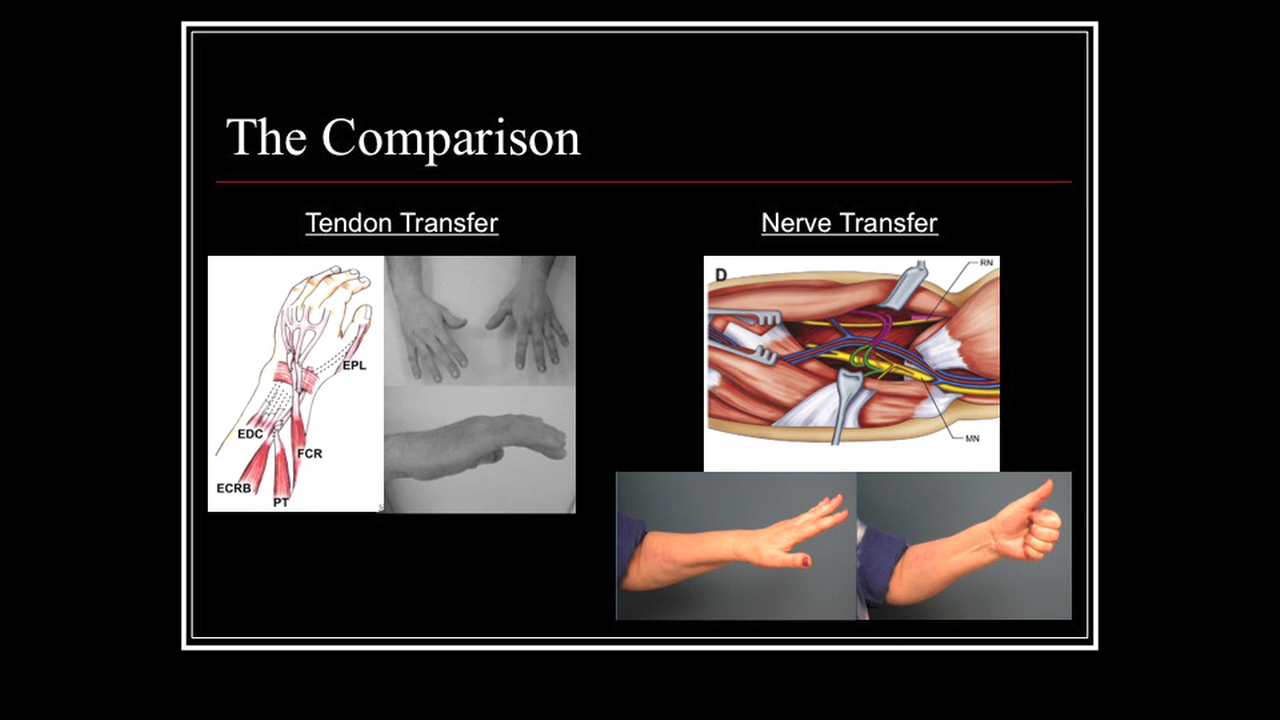 The Comparison
Tendon Transfer
Nerve Transfer
EPL
EDC
FCR
ECRB
PT
D
RN
MN